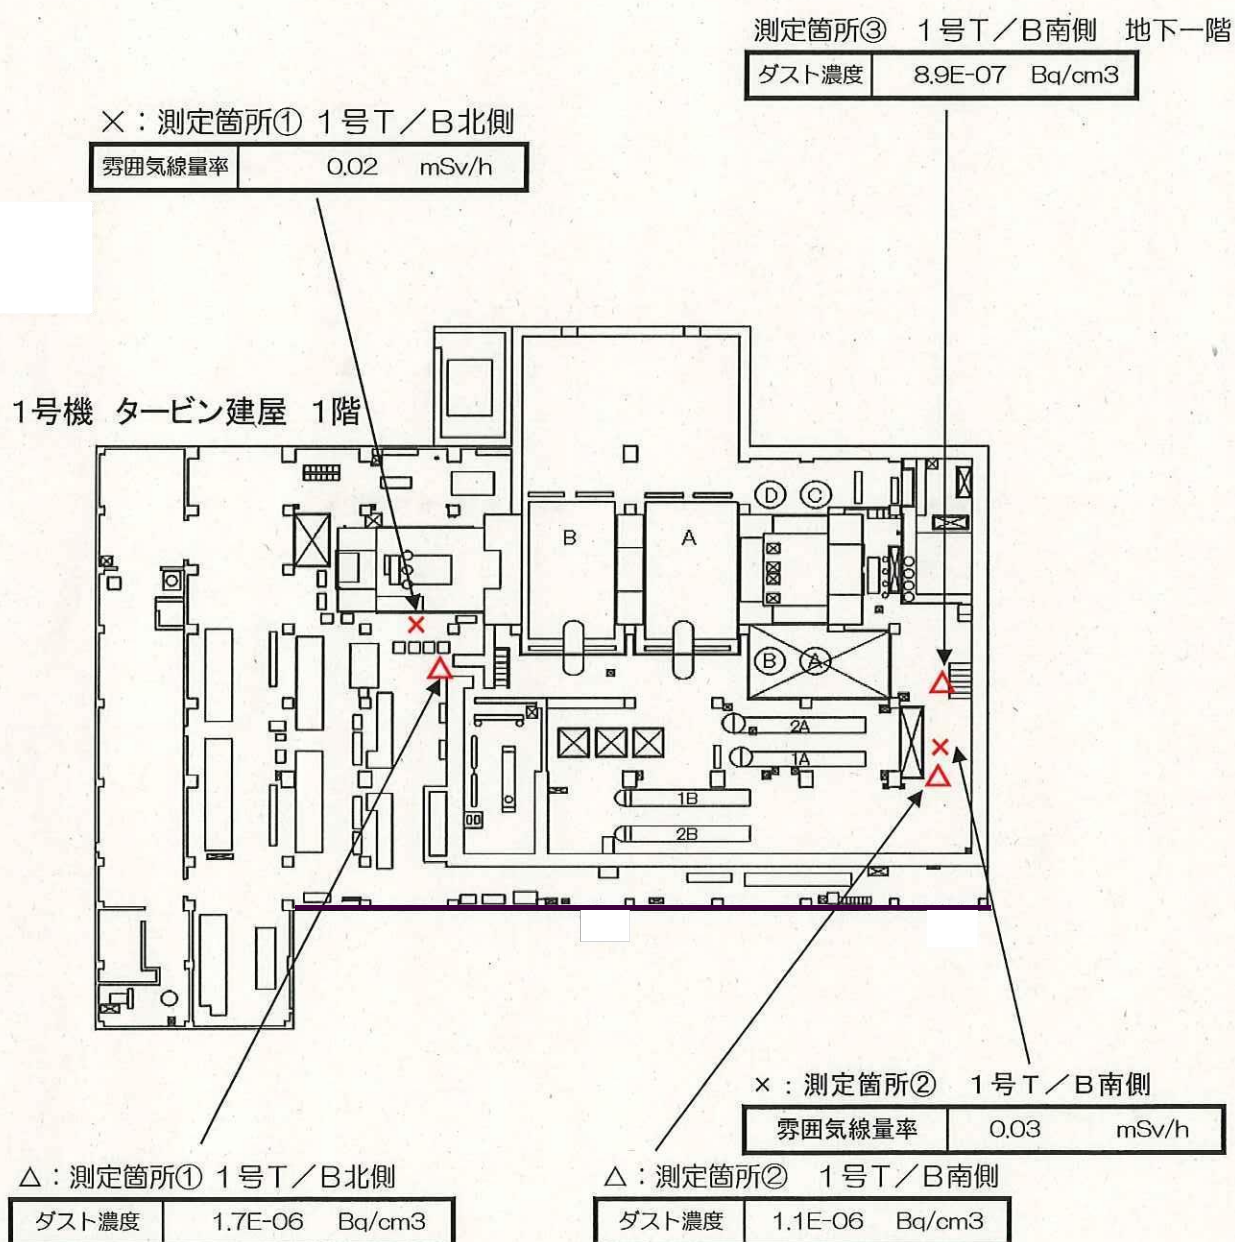 測定箇所③ 1号T／B南側 地下一階
ダスト濃度 8.9E-07 Bq/cm3
×：測定箇所① 1号T／B北側
雰囲気線量率 0.02 mSv/h
1号機 タービン建屋 1階
D C
B A
B A
2A
1A
1B
2B
×：測定箇所② 1号T／B南側
雰囲気線量率 0.03 mSv/h
△：測定箇所① 1号T／B北側
ダスト濃度 1.7E-06 Bq/cm3
△：測定箇所② 1号T／B南側
ダスト濃度 1.1E-06 Bq/cm3